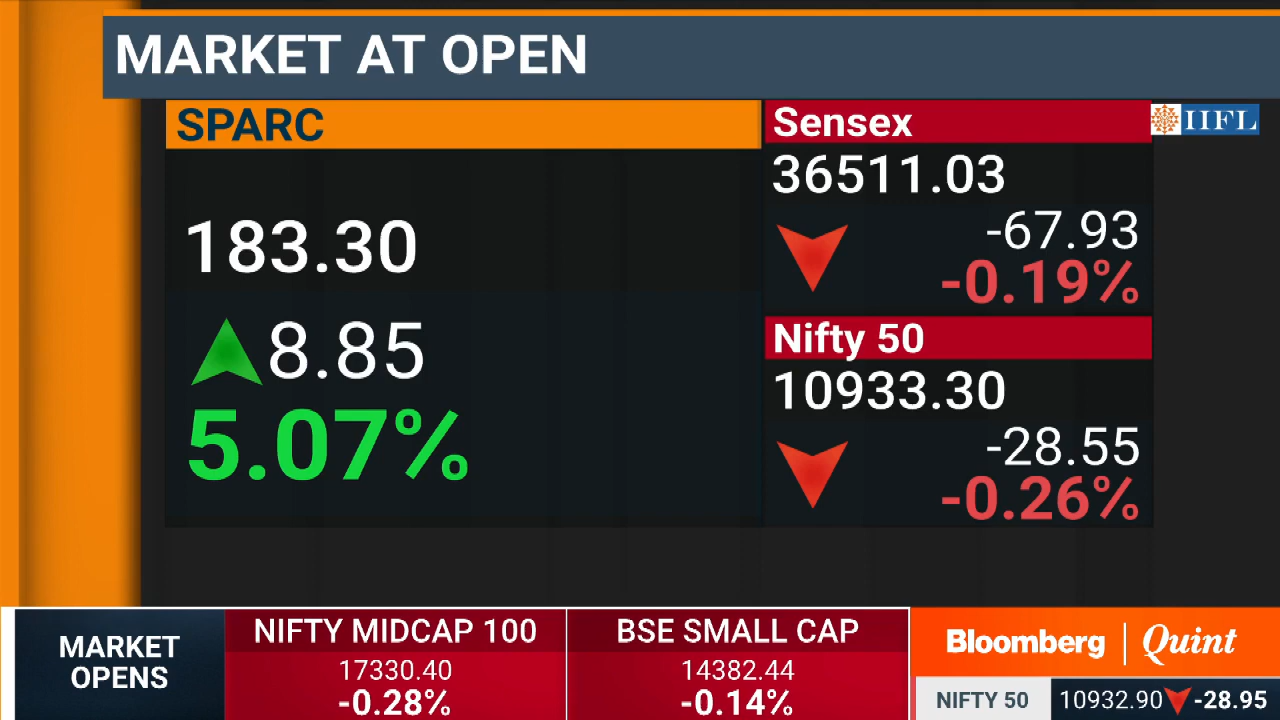 MARKET AT OPEN
SPARC
183.30
8.85
5.07%
Sensex
36511.03
-67.93
-0.19%
Nifty 50
10933.30
-28.55
-0.26%
IIFL
MARKET
OPENS
NIFTY MIDCAP 100
17330.40
-0.28%
BSE SMALL CAP
14382.44
-0.14%
Bloomberg | Quint
NIFTY 50 10932.90 -28.95